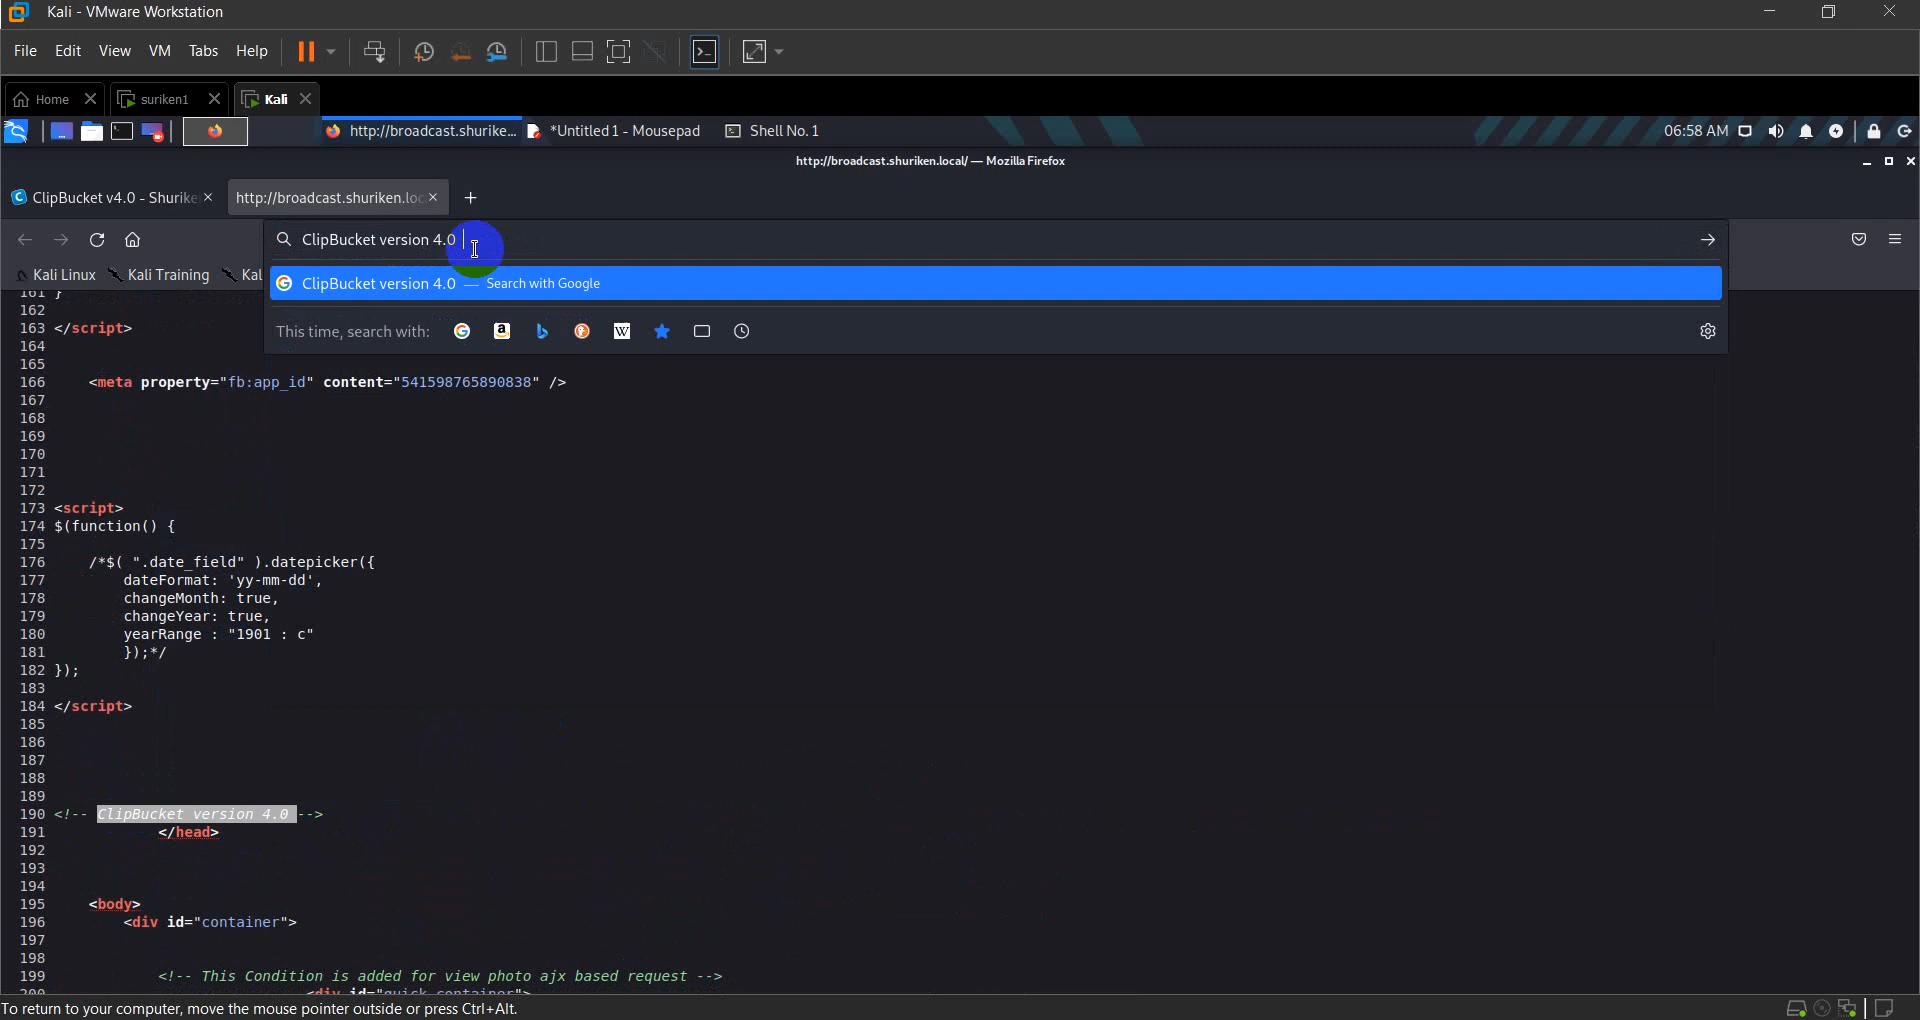 Kali - VMware Workstation
File Edit View VM Tabs Help
Home suriken1 Kali
http://broadcast.shurike... *Untitled 1 - Mousepad Shell No. 1 06:58 AM
http://broadcast.shuriken.local/ — Mozilla Firefox
ClipBucket v4.0 - Shurike http://broadcast.shuriken.loc
ClipBucket version 4.0
Kali Linux Kali Training Kal
ClipBucket version 4.0 — Search with Google
This time, search with:
161 }
162
163 </script>
164
165
166 <meta property="fb:app_id" content="541598765890838" />
167
168
169
170
171
172
173 <script>
174 $(function() {
175
176 /*$( ".date_field" ).datepicker({
177 dateFormat: 'yy-mm-dd',
178 changeMonth: true,
179 changeYear: true,
180 yearRange : "1901 : c"
181 });*/
182 });
183
184 </script>
185
186
187
188
189
190 <!-- ClipBucket version 4.0 -->
191 </head>
192
193
194
195 <body>
196 <div id="container">
197
198
199 <!-- This Condition is added for view photo ajx based request -->
200 <div id="quick_container">
To return to your computer, move the mouse pointer outside or press Ctrl+Alt.